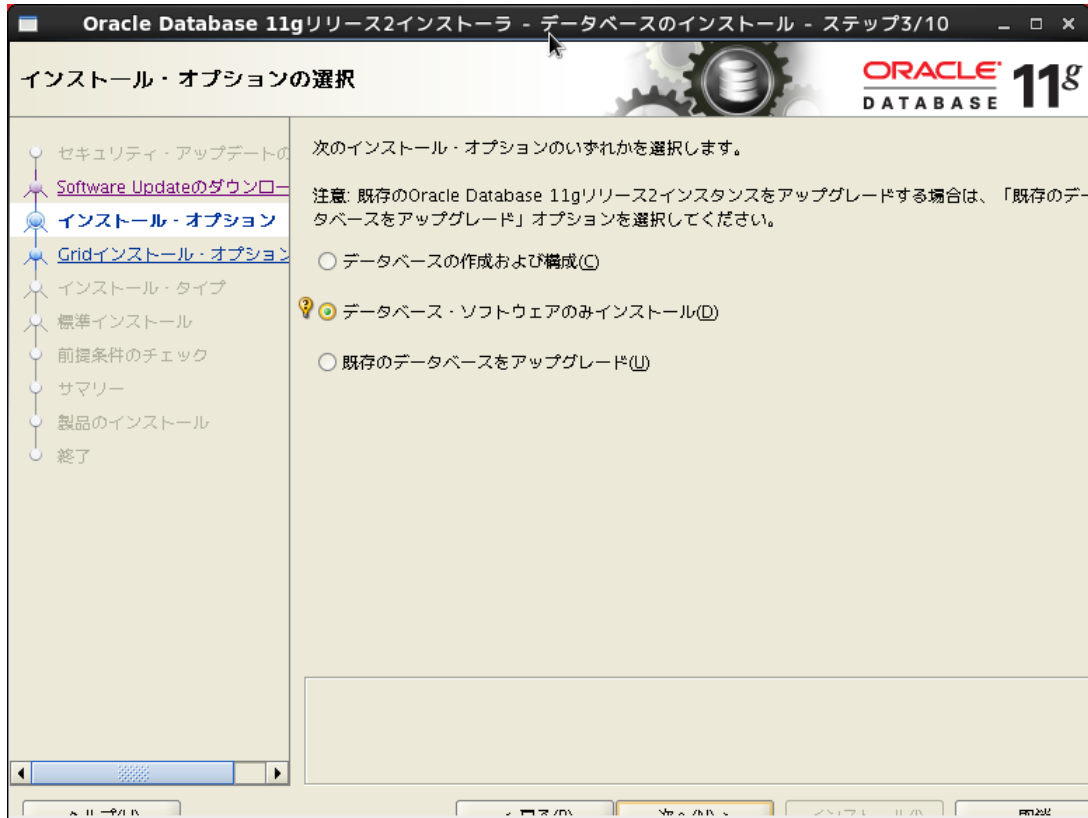 Oracle Database 11gリリース2インストーラ - データベースのインストール - ステップ3/10
インストール・オプションの選択
ORACLE
DATABASE
11g
セキュリティ・アップデートの
Software Updateのダウンロー
インストール・オプション
Gridインストール・オプション
インストール・タイプ
標準インストール
前提条件のチェック
サマリー
製品のインストール
終了
次のインストール・オプションのいずれかを選択します。
注意: 既存のOracle Database 11gリリース2インスタンスをアップグレードする場合は、「既存のデー
タベースをアップグレード」オプションを選択してください。
データベースの作成および構成(C)
データベース・ソフトウェアのみインストール(D)
既存のデータベースをアップグレード(U)